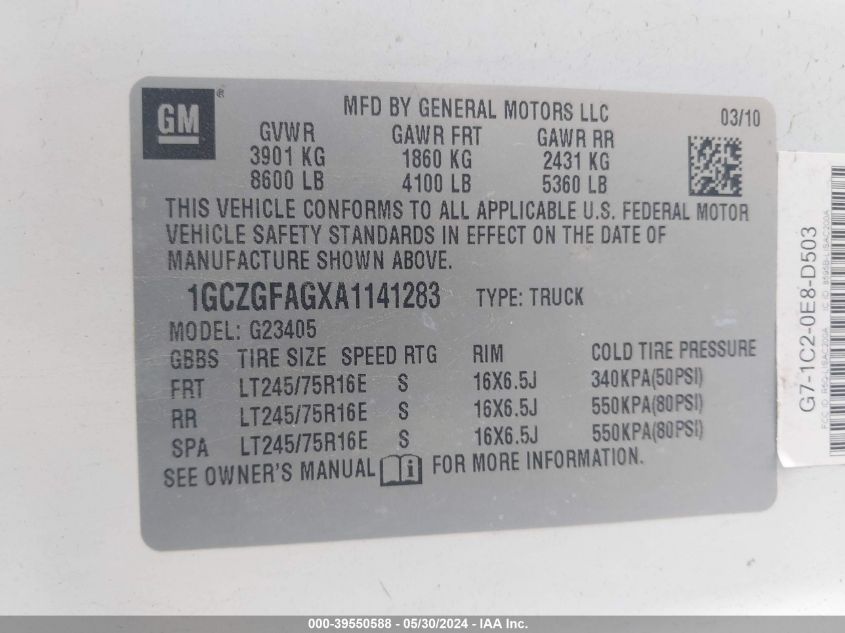 GM ®
MFD BY GENERAL MOTORS LLC
03/10
GVWR GAWR FRT GAWR RR
3901 KG 1860 KG 2431 KG
8600 LB 4100 LB 5360 LB
THIS VEHICLE CONFORMS TO ALL APPLICABLE U.S. FEDERAL MOTOR
VEHICLE SAFETY STANDARDS IN EFFECT ON THE DATE OF
MANUFACTURE SHOWN ABOVE.
1GCZGFAGXA1141283 TYPE: TRUCK
MODEL: G23405
GBBS TIRE SIZE SPEED RTG RIM COLD TIRE PRESSURE
FRT LT245/75R16E S 16X6.5J 340KPA(50PSI)
RR LT245/75R16E S 16X6.5J 550KPA(80PSI)
SPA LT245/75R16E S 16X6.5J 550KPA(80PSI)
SEE OWNER'S MANUAL i FOR MORE INFORMATION.
G7-1C2-0E8-D503
000-39550588 - 05/30/2024 - IAA Inc.